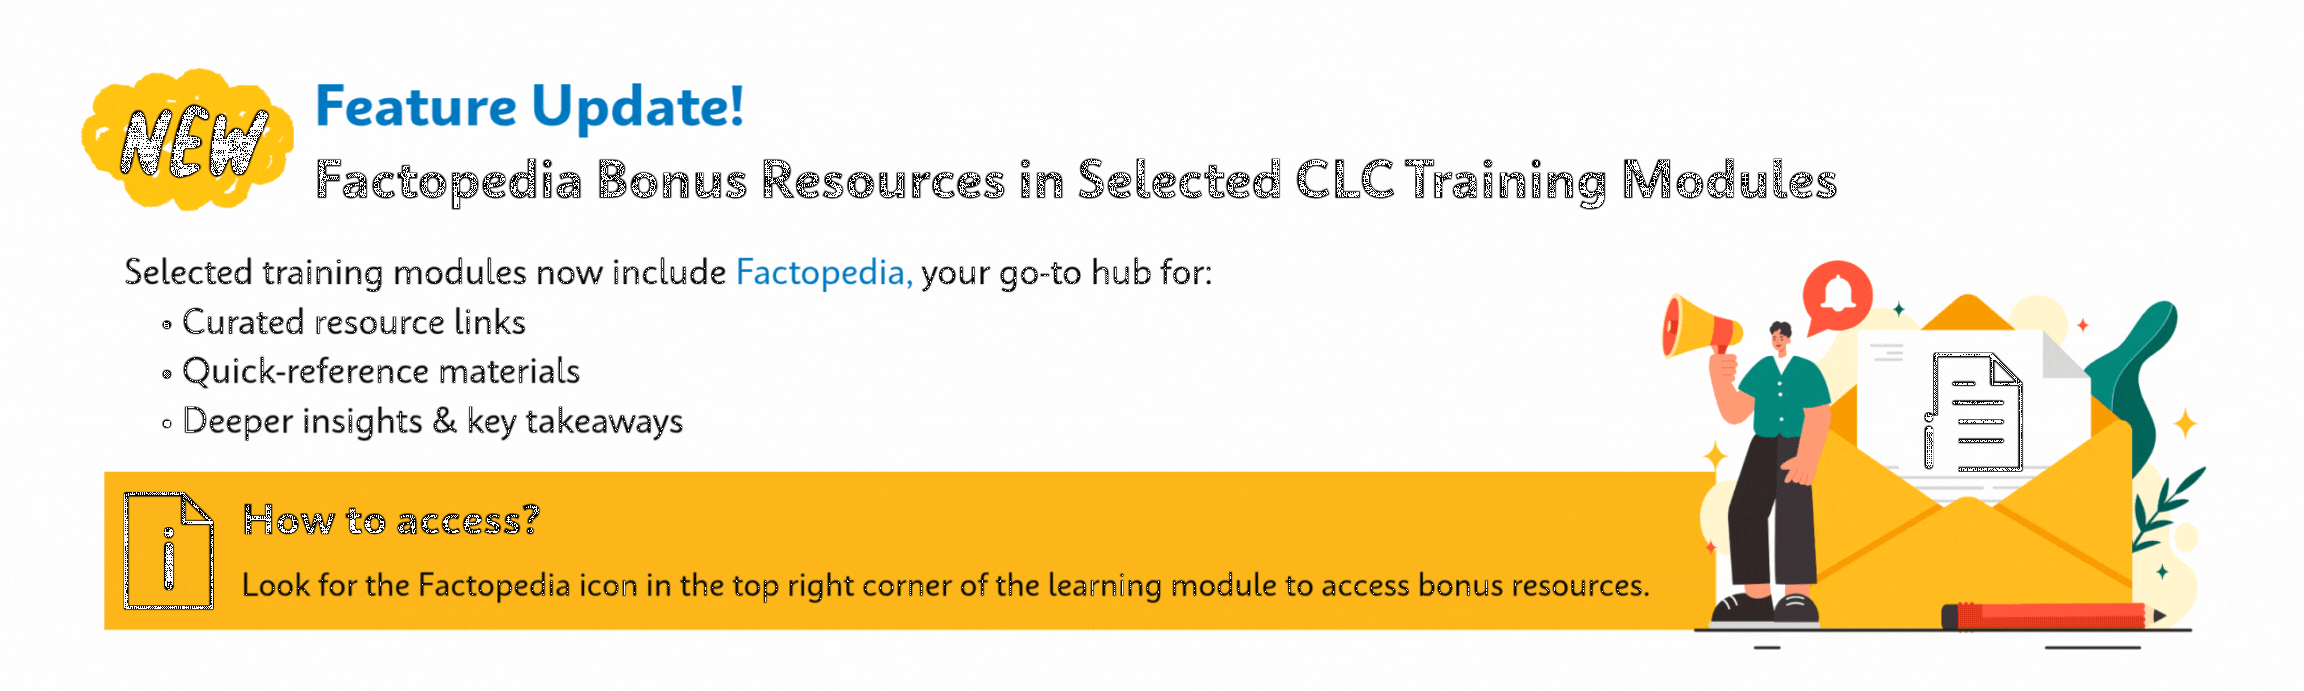 NEW
Feature Update!
Factopedia Bonus Resources in Selected CLC Training Modules
Selected training modules now include Factopedia, your go-to hub for:
• Curated resource links
• Quick-reference materials
• Deeper insights & key takeaways
i
i
How to access?
Look for the Factopedia icon in the top right corner of the learning module to access bonus resources.